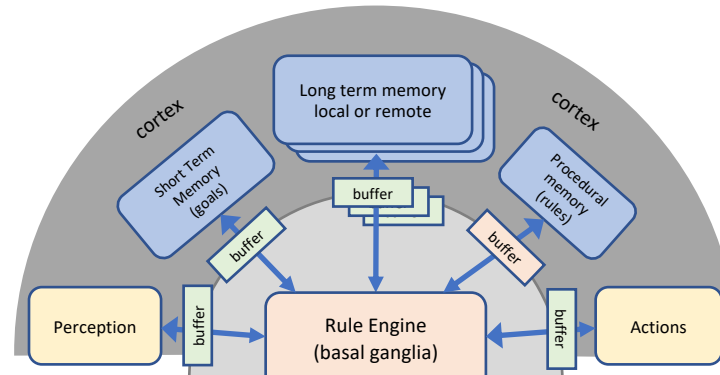 cortex
Long term memory
local or remote
cortex
Short Term
Memory
(goals)
Procedural
memory
(rules)
buffer
buffer
buffer
Perception
buffer
Rule Engine
(basal ganglia)
buffer
Actions